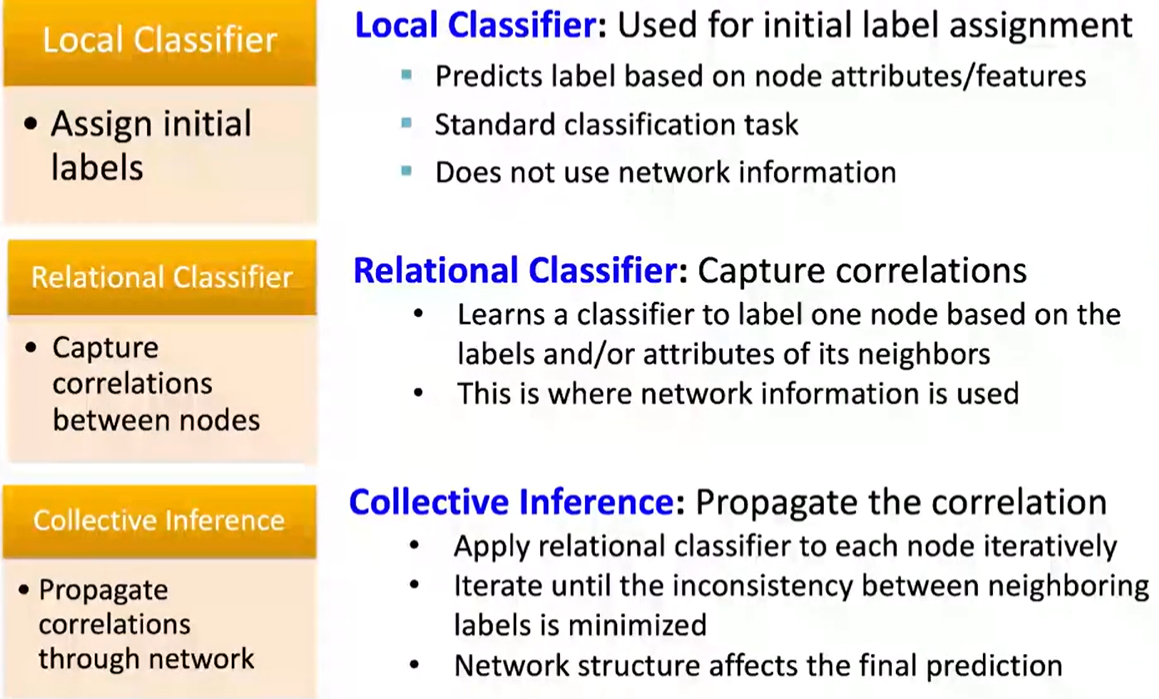 Local Classifier
• Assign initial
labels
Local Classifier: Used for initial label assignment
▪ Predicts label based on node attributes/features
▪ Standard classification task
▪ Does not use network information
Relational Classifier
• Capture
correlations
between nodes
Relational Classifier: Capture correlations
• Learns a classifier to label one node based on the
labels and/or attributes of its neighbors
• This is where network information is used
Collective Inference
• Propagate
correlations
through network
Collective Inference: Propagate the correlation
• Apply relational classifier to each node iteratively
• Iterate until the inconsistency between neighboring
labels is minimized
• Network structure affects the final prediction